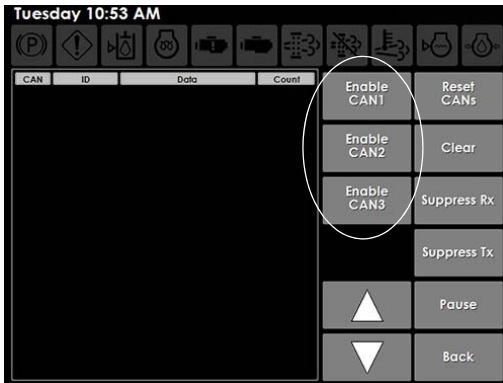 Tuesday 10:53 AM
(P)
CAN ID Data Count
Enable
CAN1
Reset
CANs
Enable
CAN2
Clear
Enable
CAN3
Suppress Rx
Suppress Tx
Pause
Back